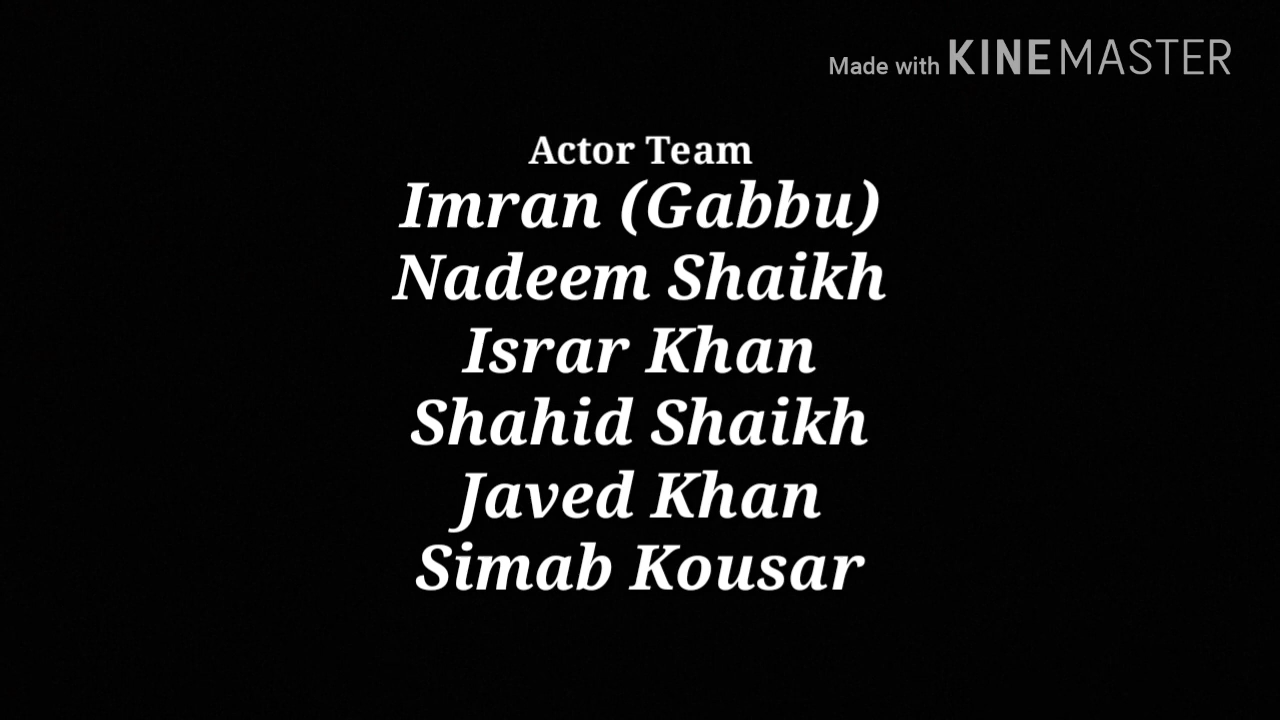 Made with KINEMASTER
Actor Team
Imran (Gabbu)
Nadeem Shaikh
Israr Khan
Shahid Shaikh
Javed Khan
Simab Kousar